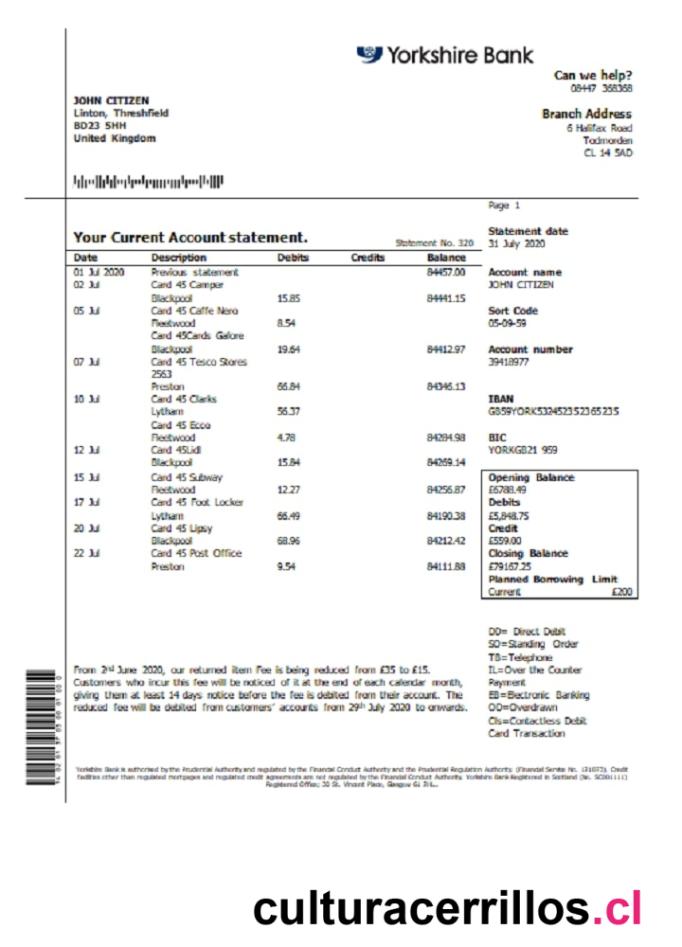 Yorkshire Bank
Can we help?
08447 368368
JOHN CITIZEN
Linton, Threshfield
BD23 5HH
United Kingdom
Branch Address
6 Halifax Road
Todmorden
CL 14 5AD
Page 1
Your Current Account statement.
Statement No. 320
Statement date
31 July 2020
Date Description Debits Credits Balance
01 Jul 2020 Previous statement 84457.00
02 Jul Card 45 Camper
Blackpool 15.85 84441.15
05 Jul Card 45 Caffe Nero
Fleetwood 8.54
Card 45Cards Galore
Blackpool 19.64 84412.97
07 Jul Card 45 Tesco Stores
2563
Preston 66.84 84346.13
10 Jul Card 45 Clarks
Lytham 56.37
Card 45 Ecco
Fleetwood 4.78 84284.98
12 Jul Card 45Lidl
Blackpool 15.84 84269.14
15 Jul Card 45 Subway
Fleetwood 12.27 84256.87
17 Jul Card 45 Foot Locker
Lytham 66.49 84190.38
20 Jul Card 45 Lipsy
Blackpool 68.96 84212.42
22 Jul Card 45 Post Office
Preston 9.54 84111.88
Account name
JOHN CITIZEN
Sort Code
05-09-59
Account number
39418977
IBAN
GB59YORK532452352365235
BIC
YORKGB21 959
Opening Balance
£6788.49
Debits
£5,848.75
Credit
£559.00
Closing Balance
£79167.25
Planned Borrowing Limit
Current £200
DD= Direct Debit
SO=Standing Order
TB=Telephone
IL=Over the Counter
Payment
EB=Electronic Banking
OD=Overdrawn
Cls=Contactless Debit
Card Transaction
From 2nd June 2020, our returned item Fee is being reduced from £35 to £15.
Customers who incur this fee will be noticed of it at the end of each calendar month,
giving them at least 14 days notice before the fee is debited from their account. The
reduced fee will be debited from customers' accounts from 29th July 2020 to onwards.
Yorkshire Bank is authorised by the Prudential Authority and regulated by the Financial Conduct Authority and the Prudential Regulation Authority. (Financial Service No. 121873). Credit
facilities other than regulated mortgages and regulated credit agreements are not regulated by the Financial Conduct Authority. Yorkshire Bank Registered in Scotland (No. SC001111)
Registered Office; 30 St. Vincent Place, Glasgow
culturacerrillos.cl